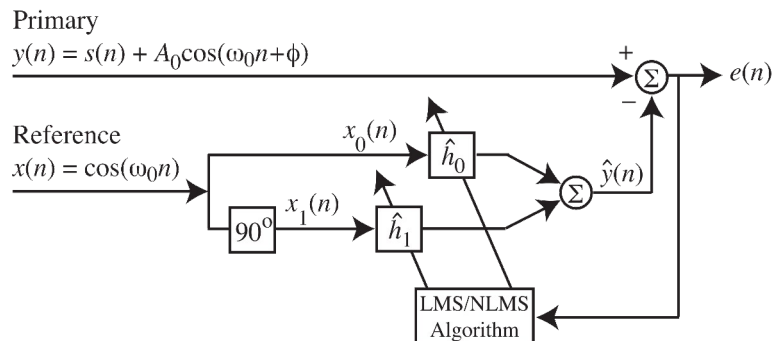 Primary
y(n) = s(n) + A₀cos(ω₀n+ϕ)
+
Σ
e(n)
−
Reference
x(n) = cos(ω₀n)
x₀(n)
ĥ₀
Σ
ŷ(n)
90°
x₁(n)
ĥ₁
LMS/NLMS
Algorithm